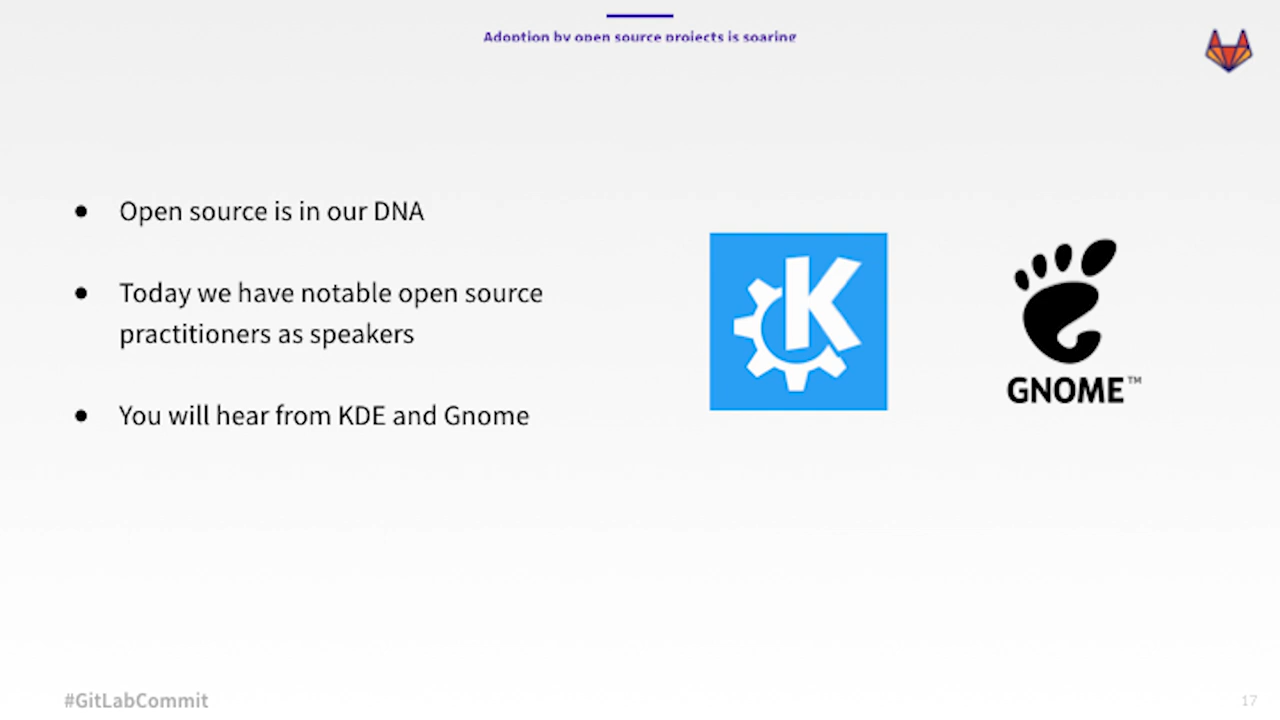 Adoption by open source projects is soaring
● Open source is in our DNA
● Today we have notable open source
practitioners as speakers
● You will hear from KDE and Gnome
K
GNOME™
#GitLabCommit
17